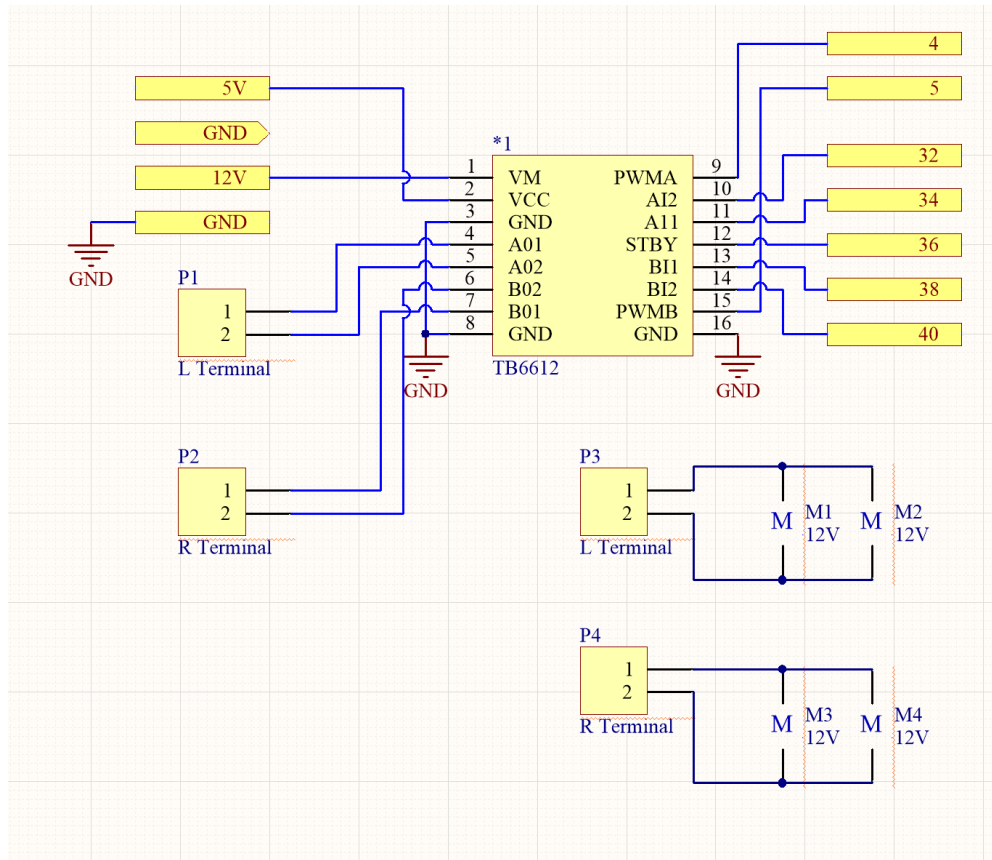 4
5V
5
GND
*1
32
12V
1 VM PWMA 9
2 VCC AI2 10
34
GND
3 GND A11 11
4 A01 STBY 12
36
GND
P1
5 A02 BI1 13
6 B02 BI2 14
38
1
7 B01 PWMB 15
2
8 GND GND 16
40
L Terminal
TB6612
GND
GND
P2
P3
1
1
2
2
M M1
12V
M M2
12V
R Terminal
L Terminal
P4
1
2
R Terminal
M M3
12V
M M4
12V